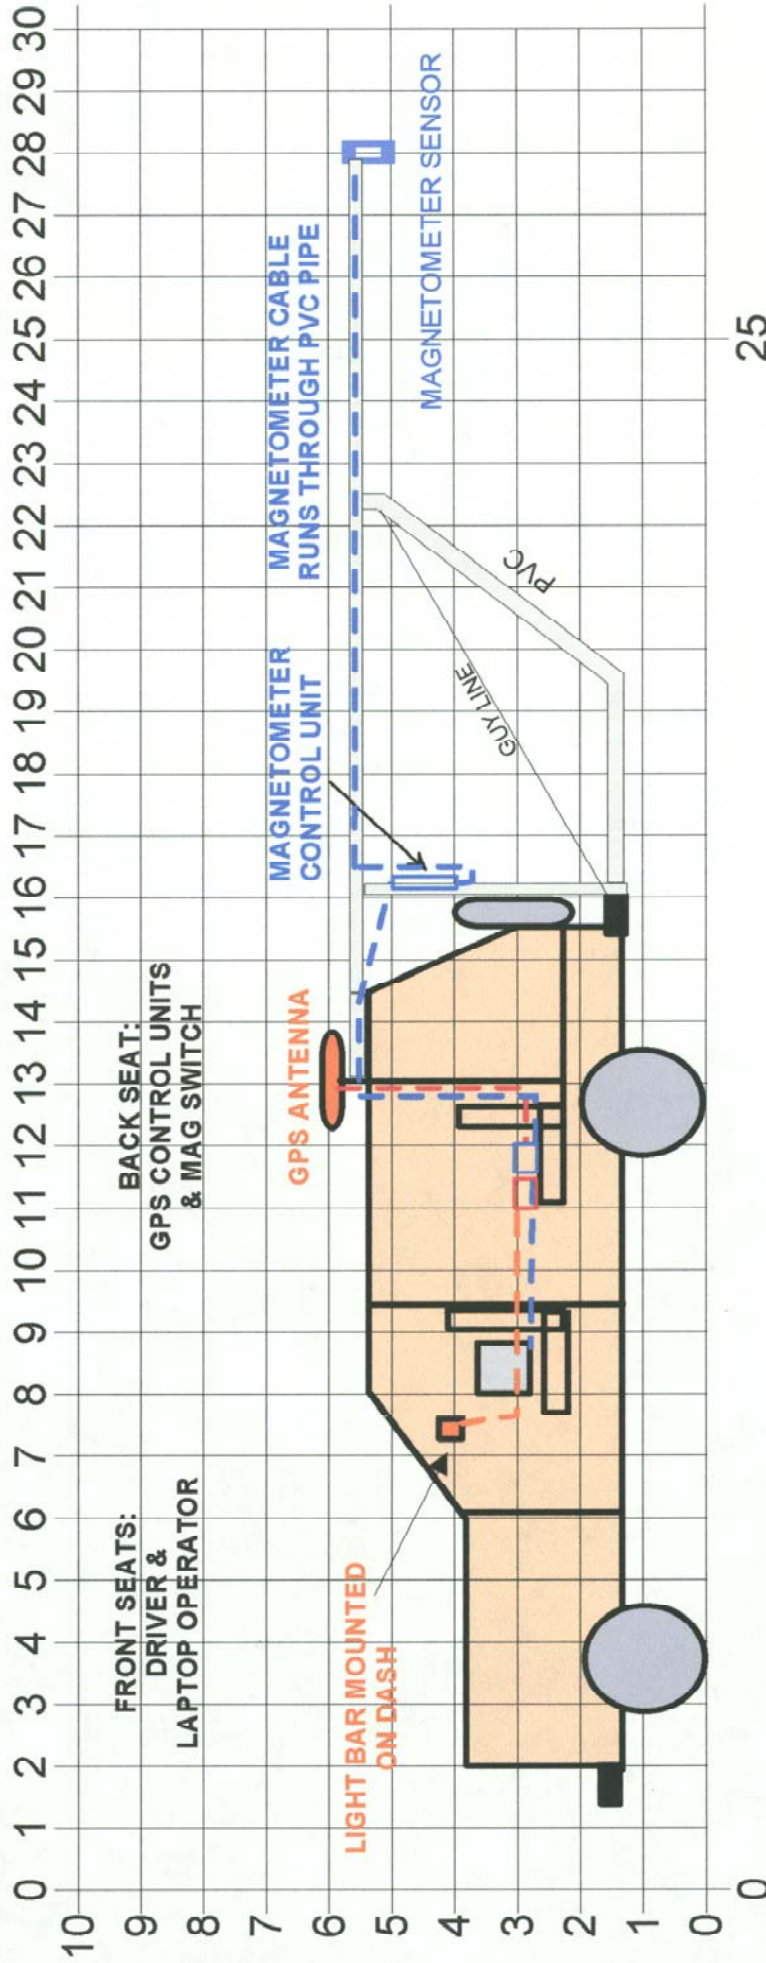 0 1 2 3 4 5 6 7 8 9 10 11 12 13 14 15 16 17 18 19 20 21 22 23 24 25 26 27 28 29 30
10
9
8
7
6
5
4
3
2
1
0
FRONT SEATS:
DRIVER &
LAPTOP OPERATOR
BACK SEAT:
GPS CONTROL UNITS
& MAG SWITCH
LIGHT BAR MOUNTED
ON DASH
GPS ANTENNA
MAGNETOMETER
CONTROL UNIT
MAGNETOMETER CABLE
RUNS THROUGH PVC PIPE
MAGNETOMETER SENSOR
GUY LINE
PVC
0
25